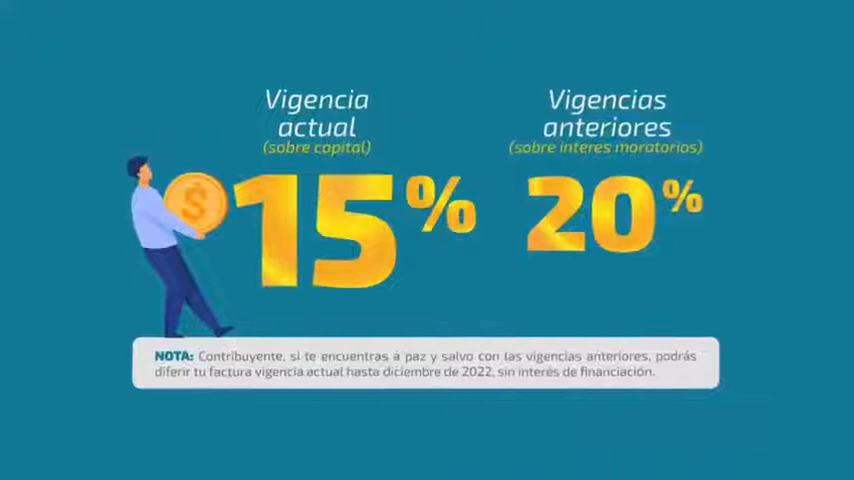 Vigencia
actual
(sobre capital)
15%
Vigencias
anteriores
(sobre interes moratorios)
20%
$
NOTA: Contribuyente, si te encuentras a paz y salvo con las vigencias anteriores, podrás
diferir tu factura vigencia actual hasta diciembre de 2022, sin interés de financiación.